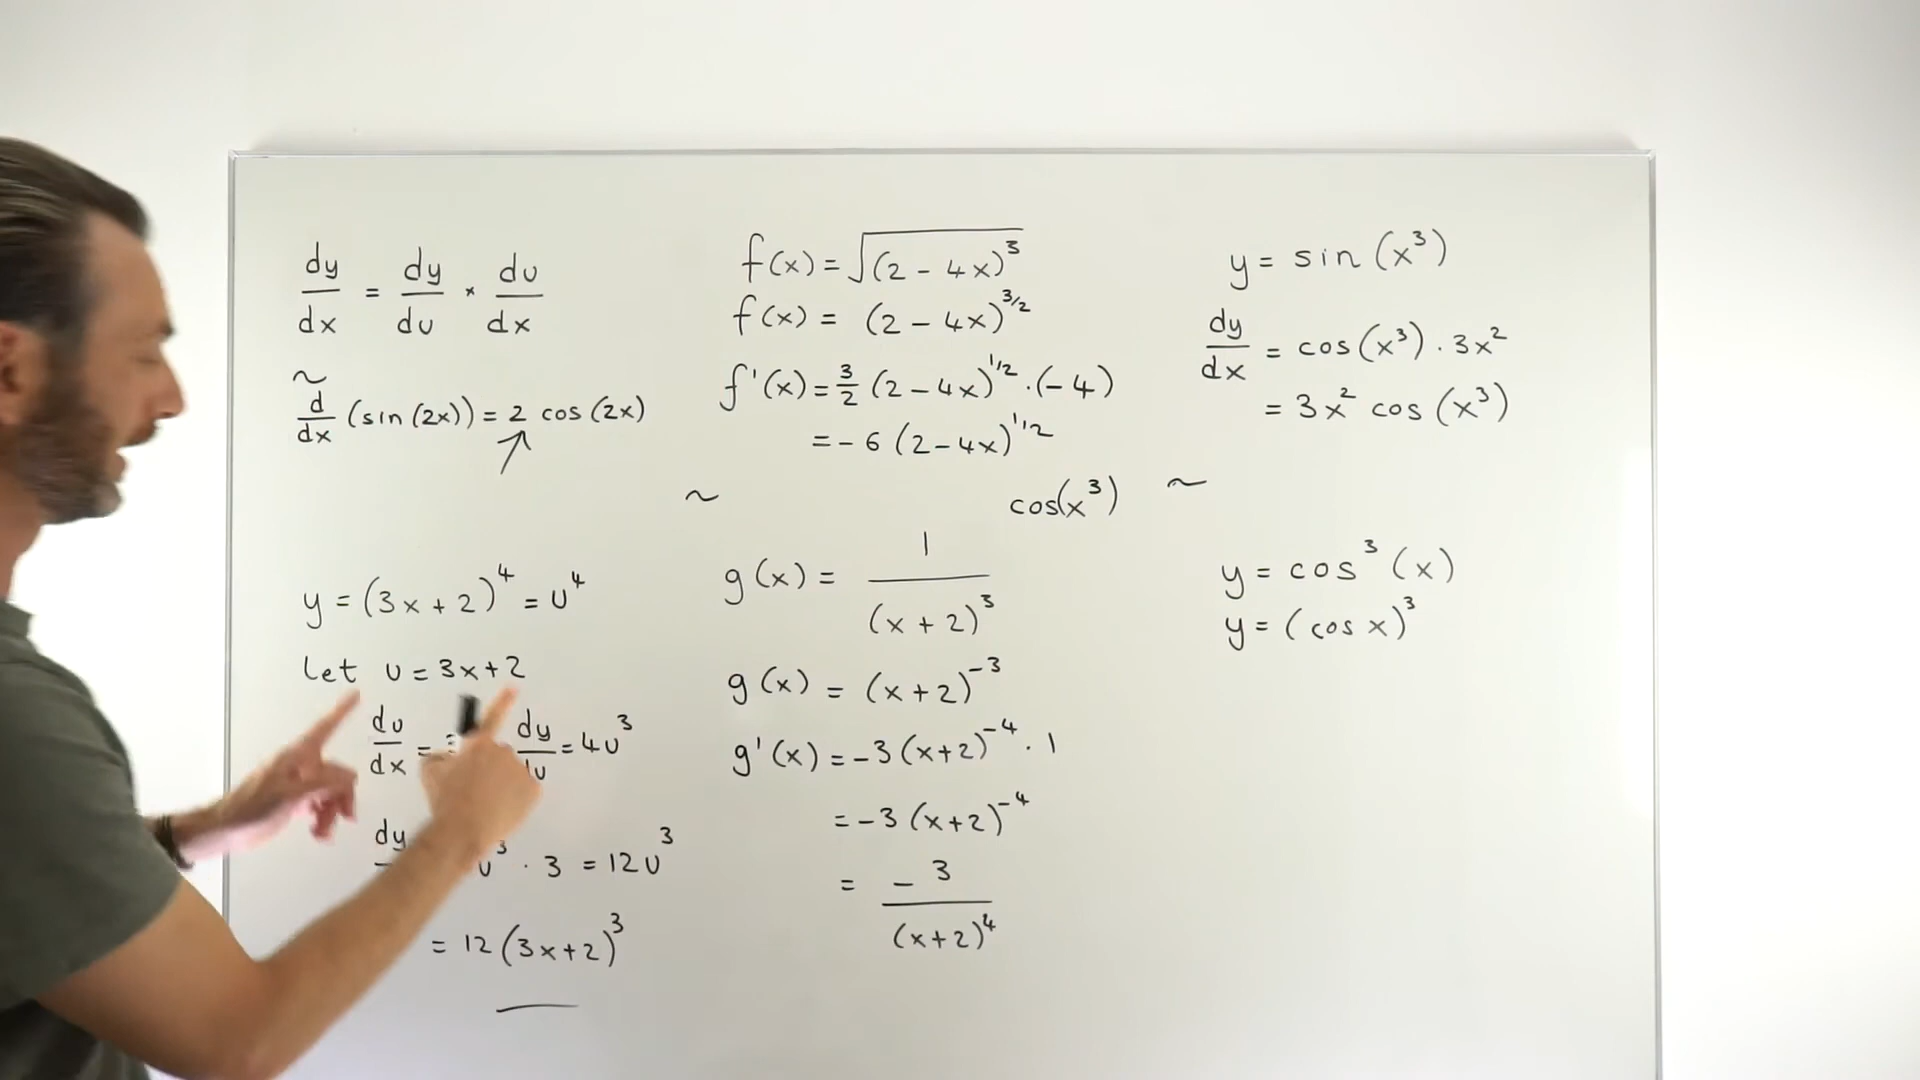 dy/dx = dy/du × du/dx
~
d/dx (sin (2x)) = 2 cos (2x)
↑
y = (3x + 2)⁴ = u⁴
Let u = 3x + 2
du/dx = dy/du = 4u³
dy u³ · 3 = 12u³
= 12(3x+2)³
f(x) = √(2 - 4x)³
f(x) = (2 - 4x)^3/2
f'(x) = 3/2 (2 - 4x)^1/2 · (-4)
= -6 (2 - 4x)^1/2
~
cos(x³)
g(x) = 1/(x + 2)³
g(x) = (x+2)⁻³
g'(x) = -3(x+2)⁻⁴ · 1
= -3 (x+2)⁻⁴
= -3/(x+2)⁴
y = sin (x³)
dy/dx = cos(x³) · 3x²
= 3x² cos (x³)
~
y = cos³ (x)
y = (cos x)³